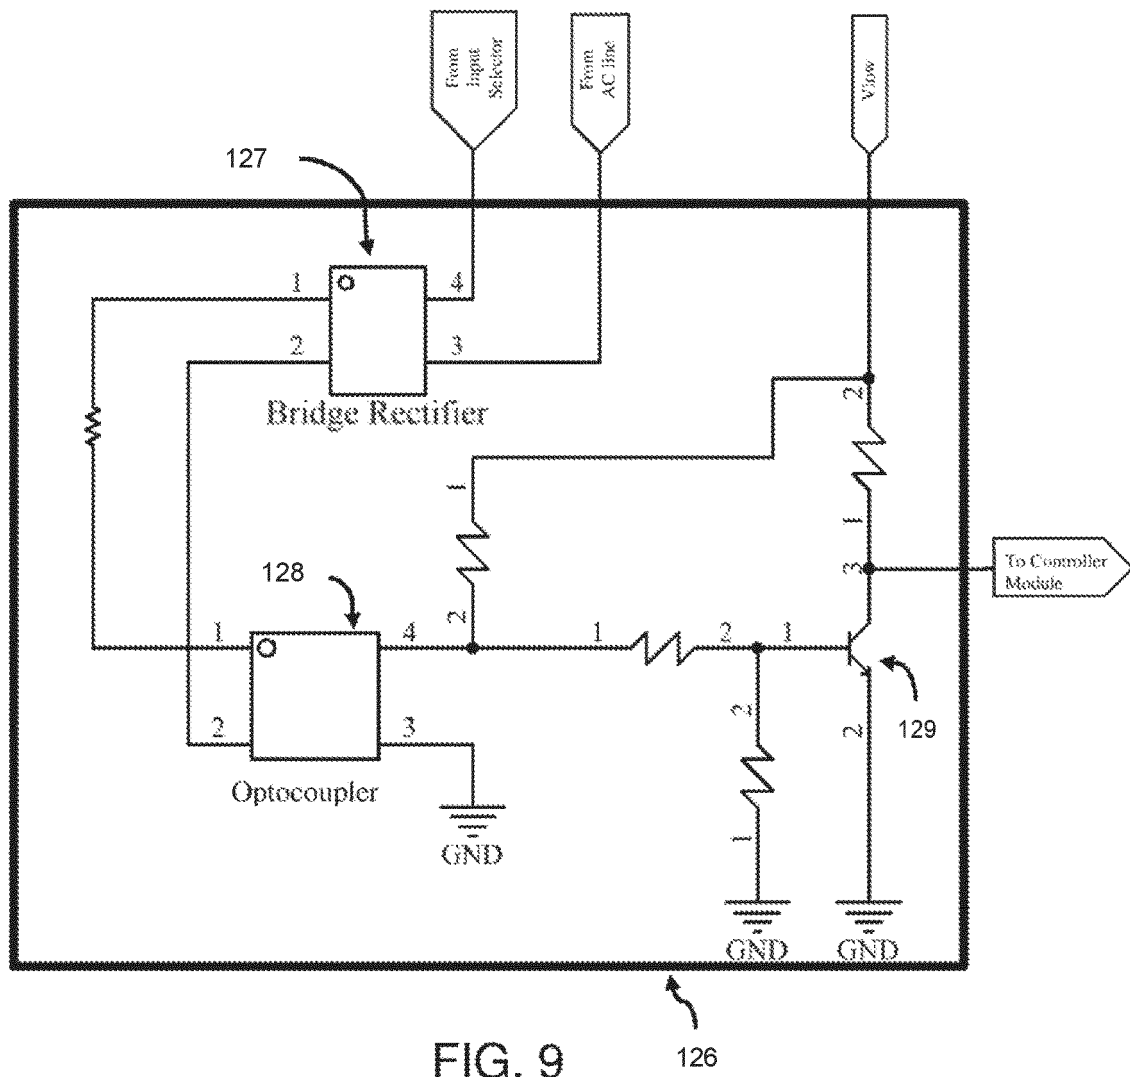 From
Input
Selector
From
AC line
Vlow
127
1
4
2
3
Bridge Rectifier
2
1
1
3
To Controller
Module
128
2
1
4
1
2
1
2
3
2
2
129
Optocoupler
1
GND
GND
GND
FIG. 9
126